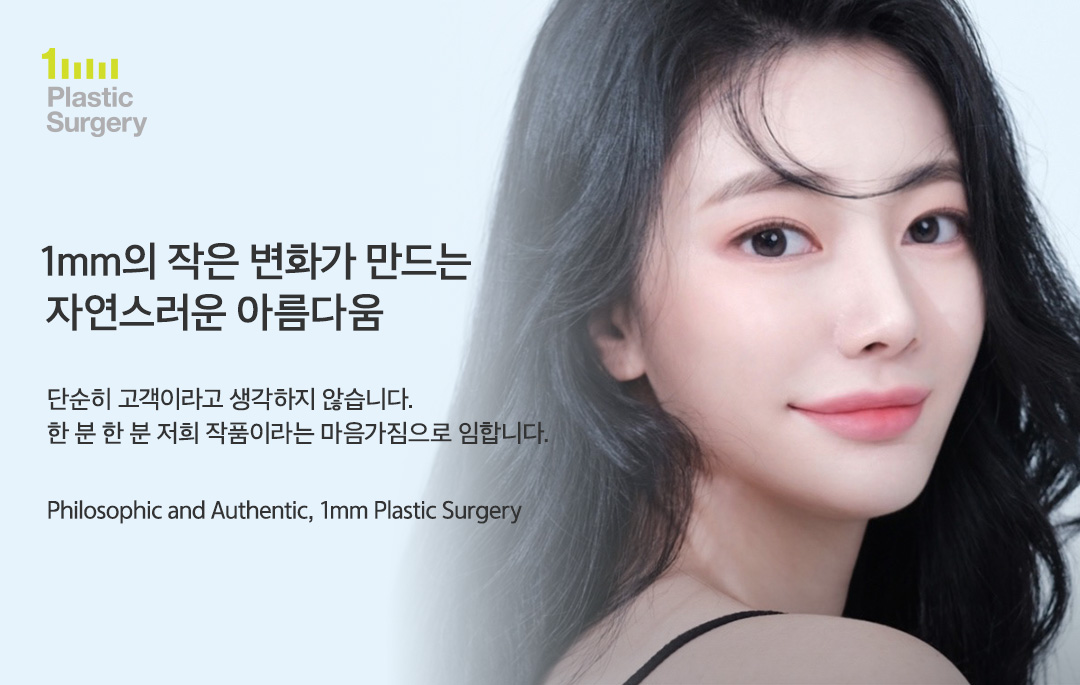 1mm
Plastic
Surgery
1mm의 작은 변화가 만드는
자연스러운 아름다움
단순히 고객이라고 생각하지 않습니다.
한 분 한 분 저희 작품이라는 마음가짐으로 임합니다.
Philosophic and Authentic, 1mm Plastic Surgery